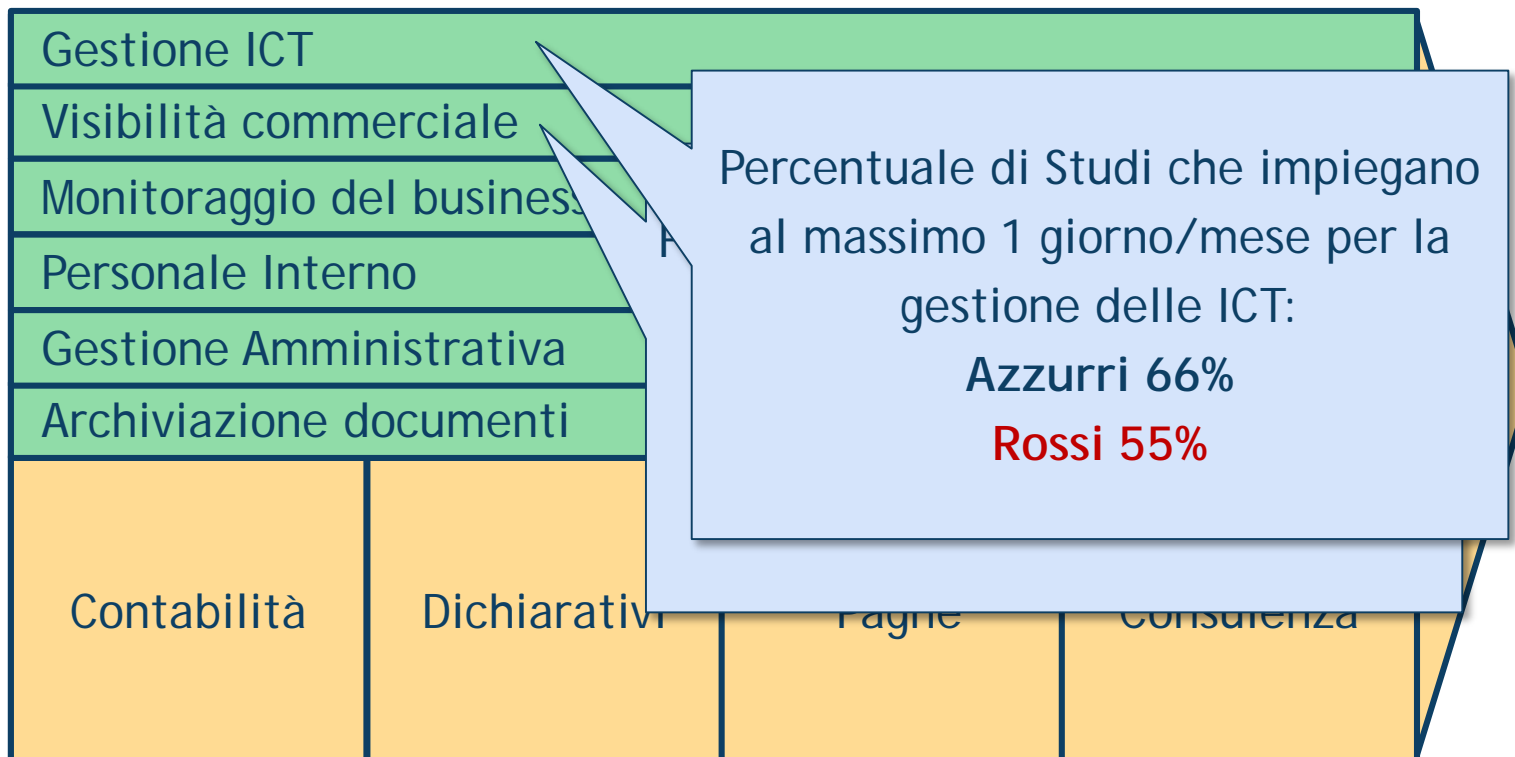 Gestione ICT
Visibilità commerciale
Monitoraggio del business
Personale Interno
Gestione Amministrativa
Archiviazione documenti
Percentuale di Studi che impiegano
al massimo 1 giorno/mese per la
gestione delle ICT:
Azzurri 66%
Rossi 55%
Contabilità
Dichiarativi
Paghe
Consulenza